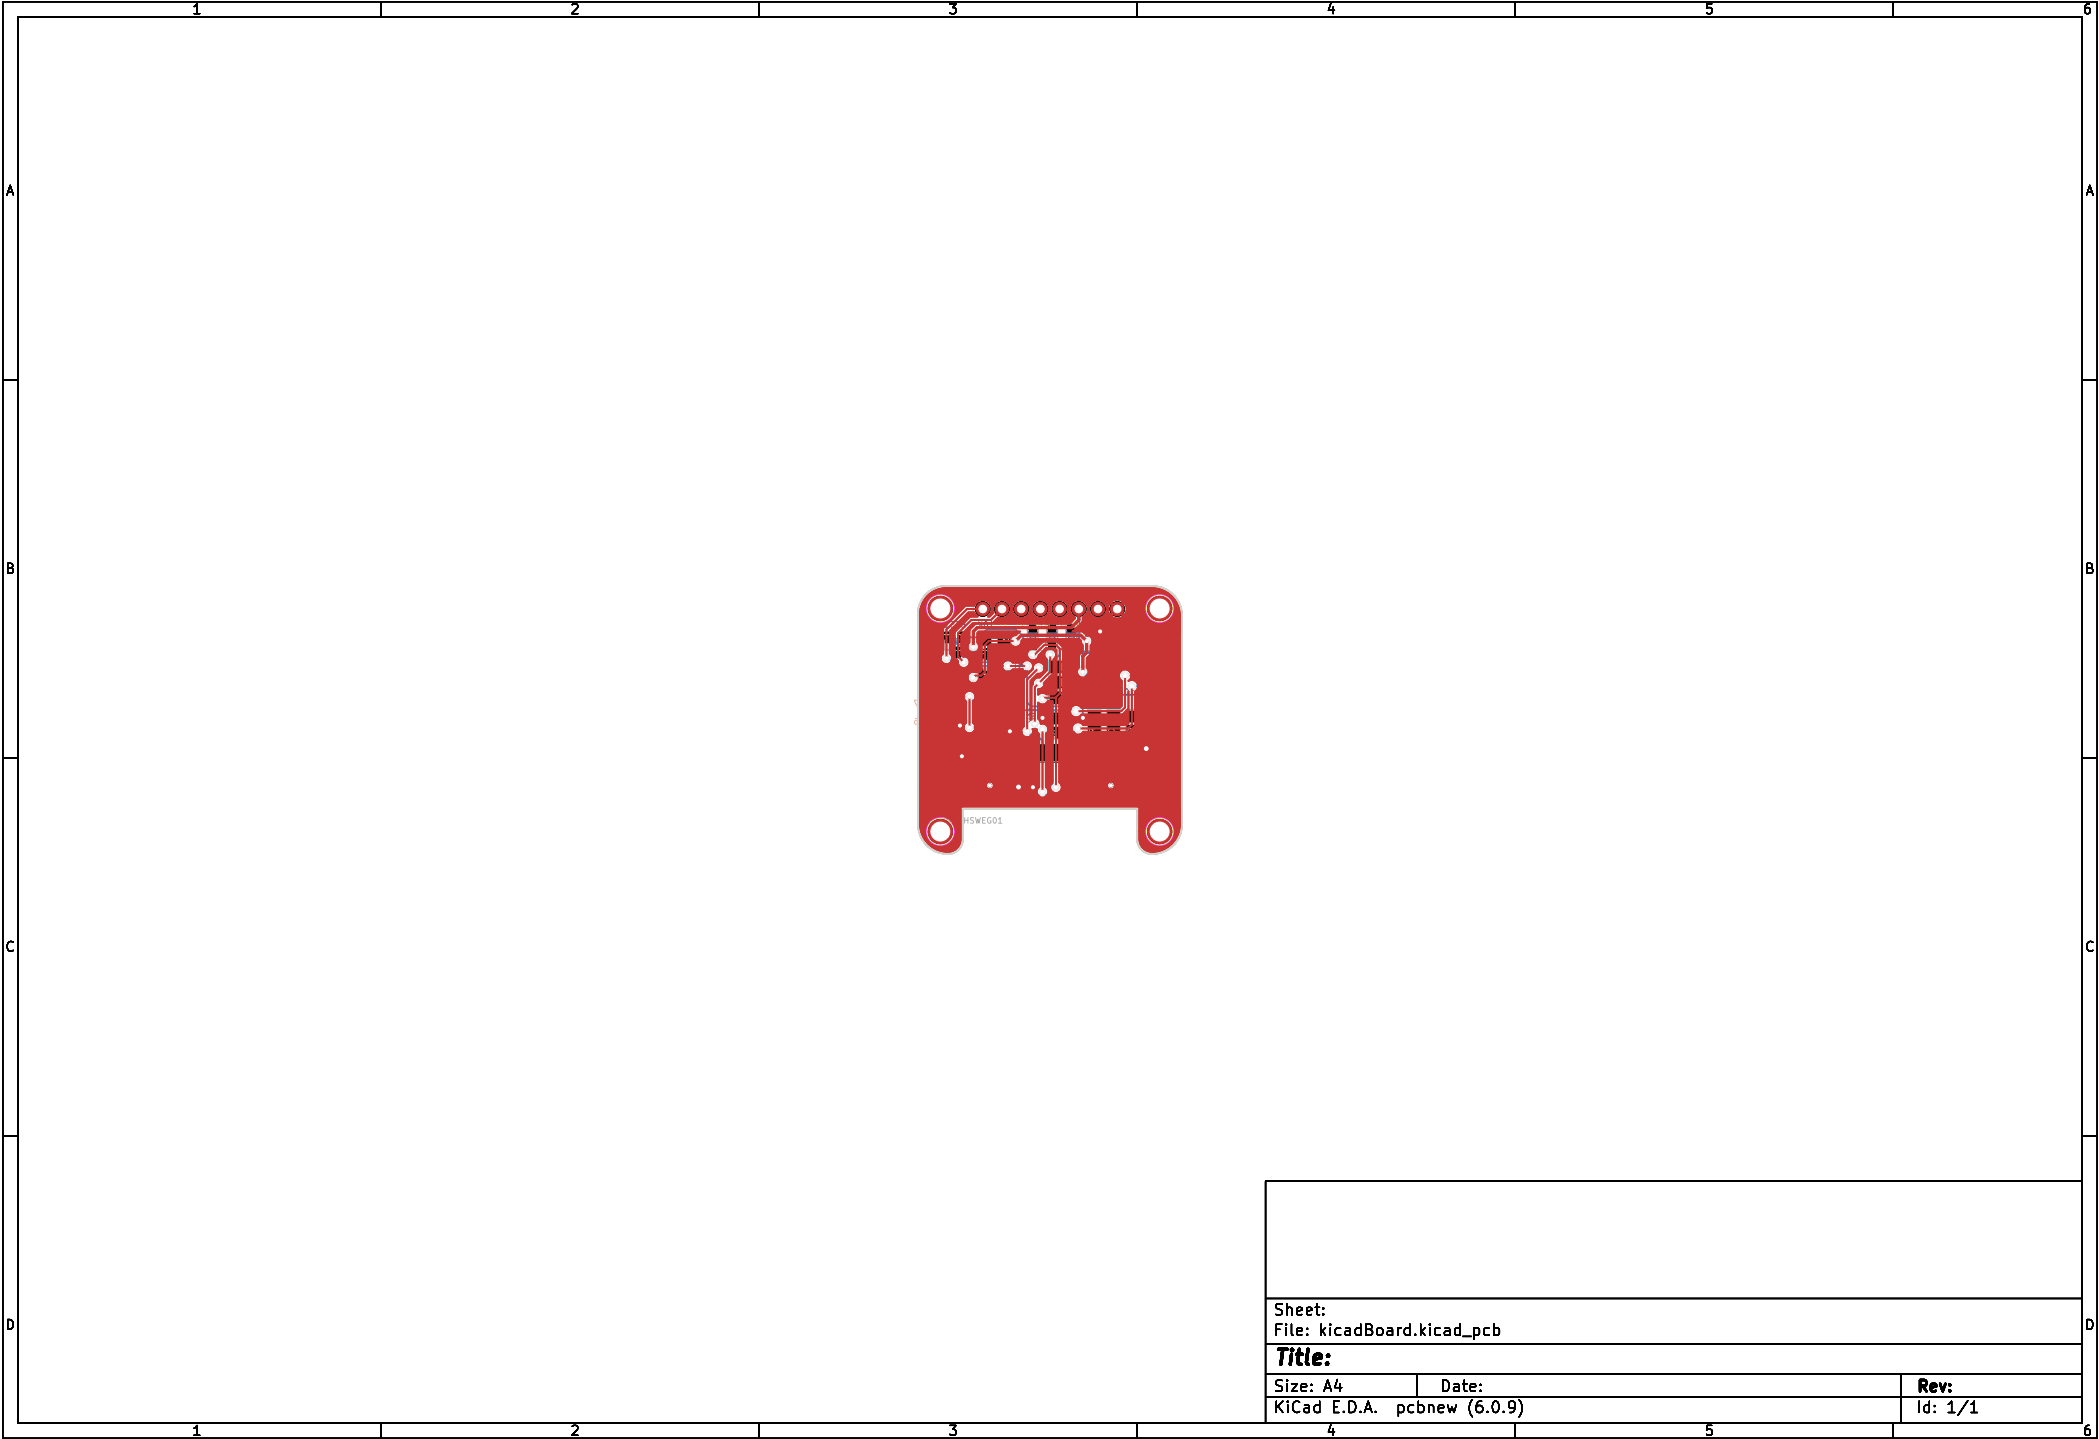 1 2 3 4 5 6
A A
B B
HSWEG01
C C
Sheet:
File: kicadBoard.kicad_pcb
D D
Title:
Size: A4 Date: Rev:
KiCad E.D.A. pcbnew (6.0.9) Id: 1/1
1 2 3 4 5 6